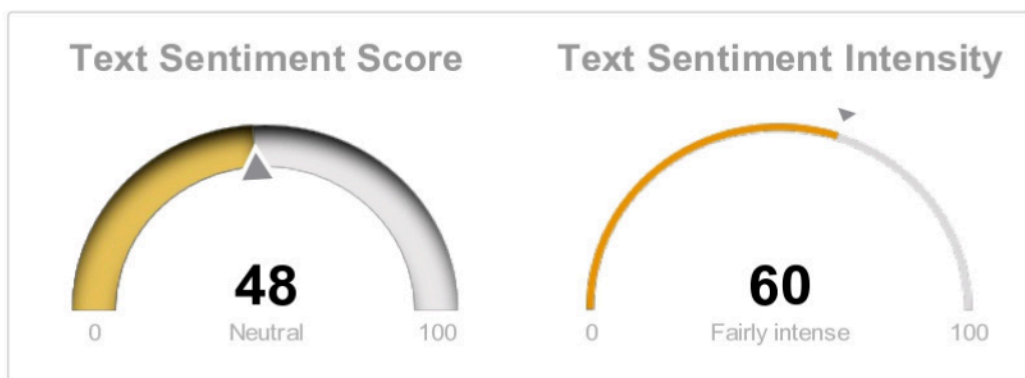 Text Sentiment Score
48
0 Neutral 100
Text Sentiment Intensity
60
0 Fairly intense 100